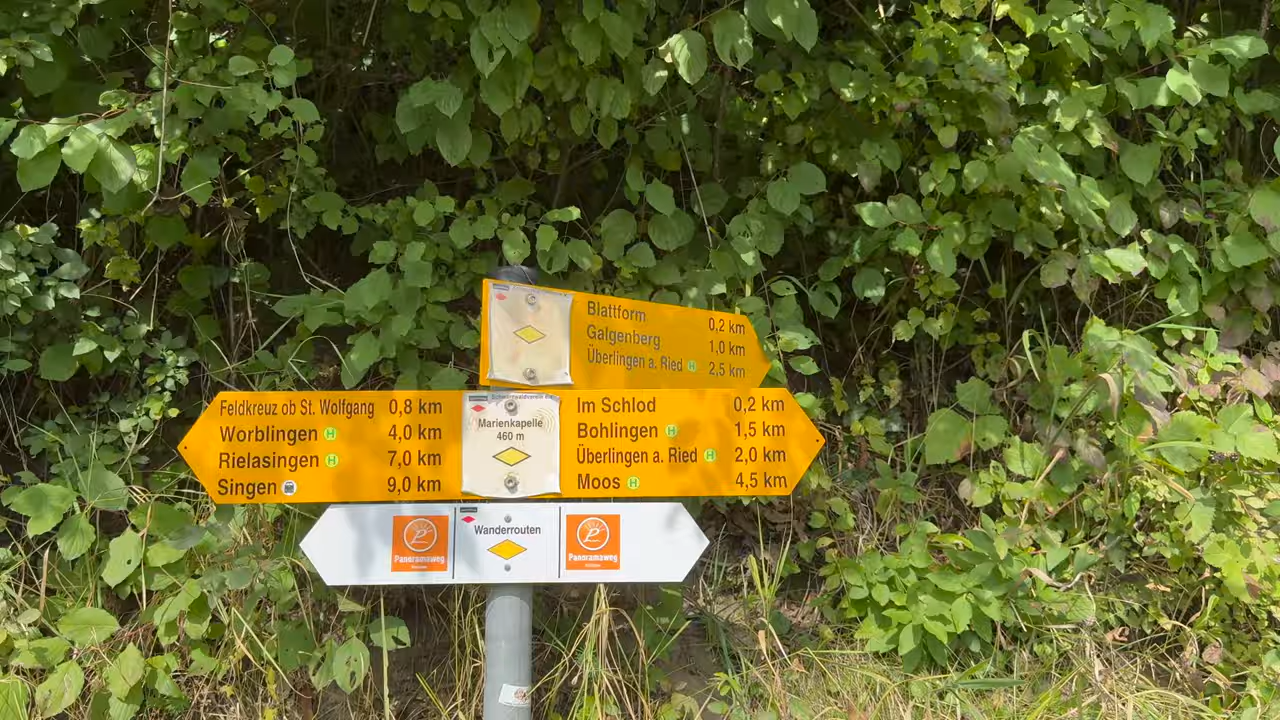 Blattform 0,2 km
Galgenberg 1,0 km
Überlingen a. Ried H 2,5 km
Feldkreuz ob St. Wolfgang 0,8 km
Worblingen H 4,0 km
Rielasingen H 7,0 km
Singen 9,0 km
Schwarzwaldverein
Marienkapelle
460 m
Im Schlod 0,2 km
Bohlingen H 1,5 km
Überlingen a. Ried H 2,0 km
Moos H 4,5 km
Panoramaweg
Wanderrouten
Panoramaweg